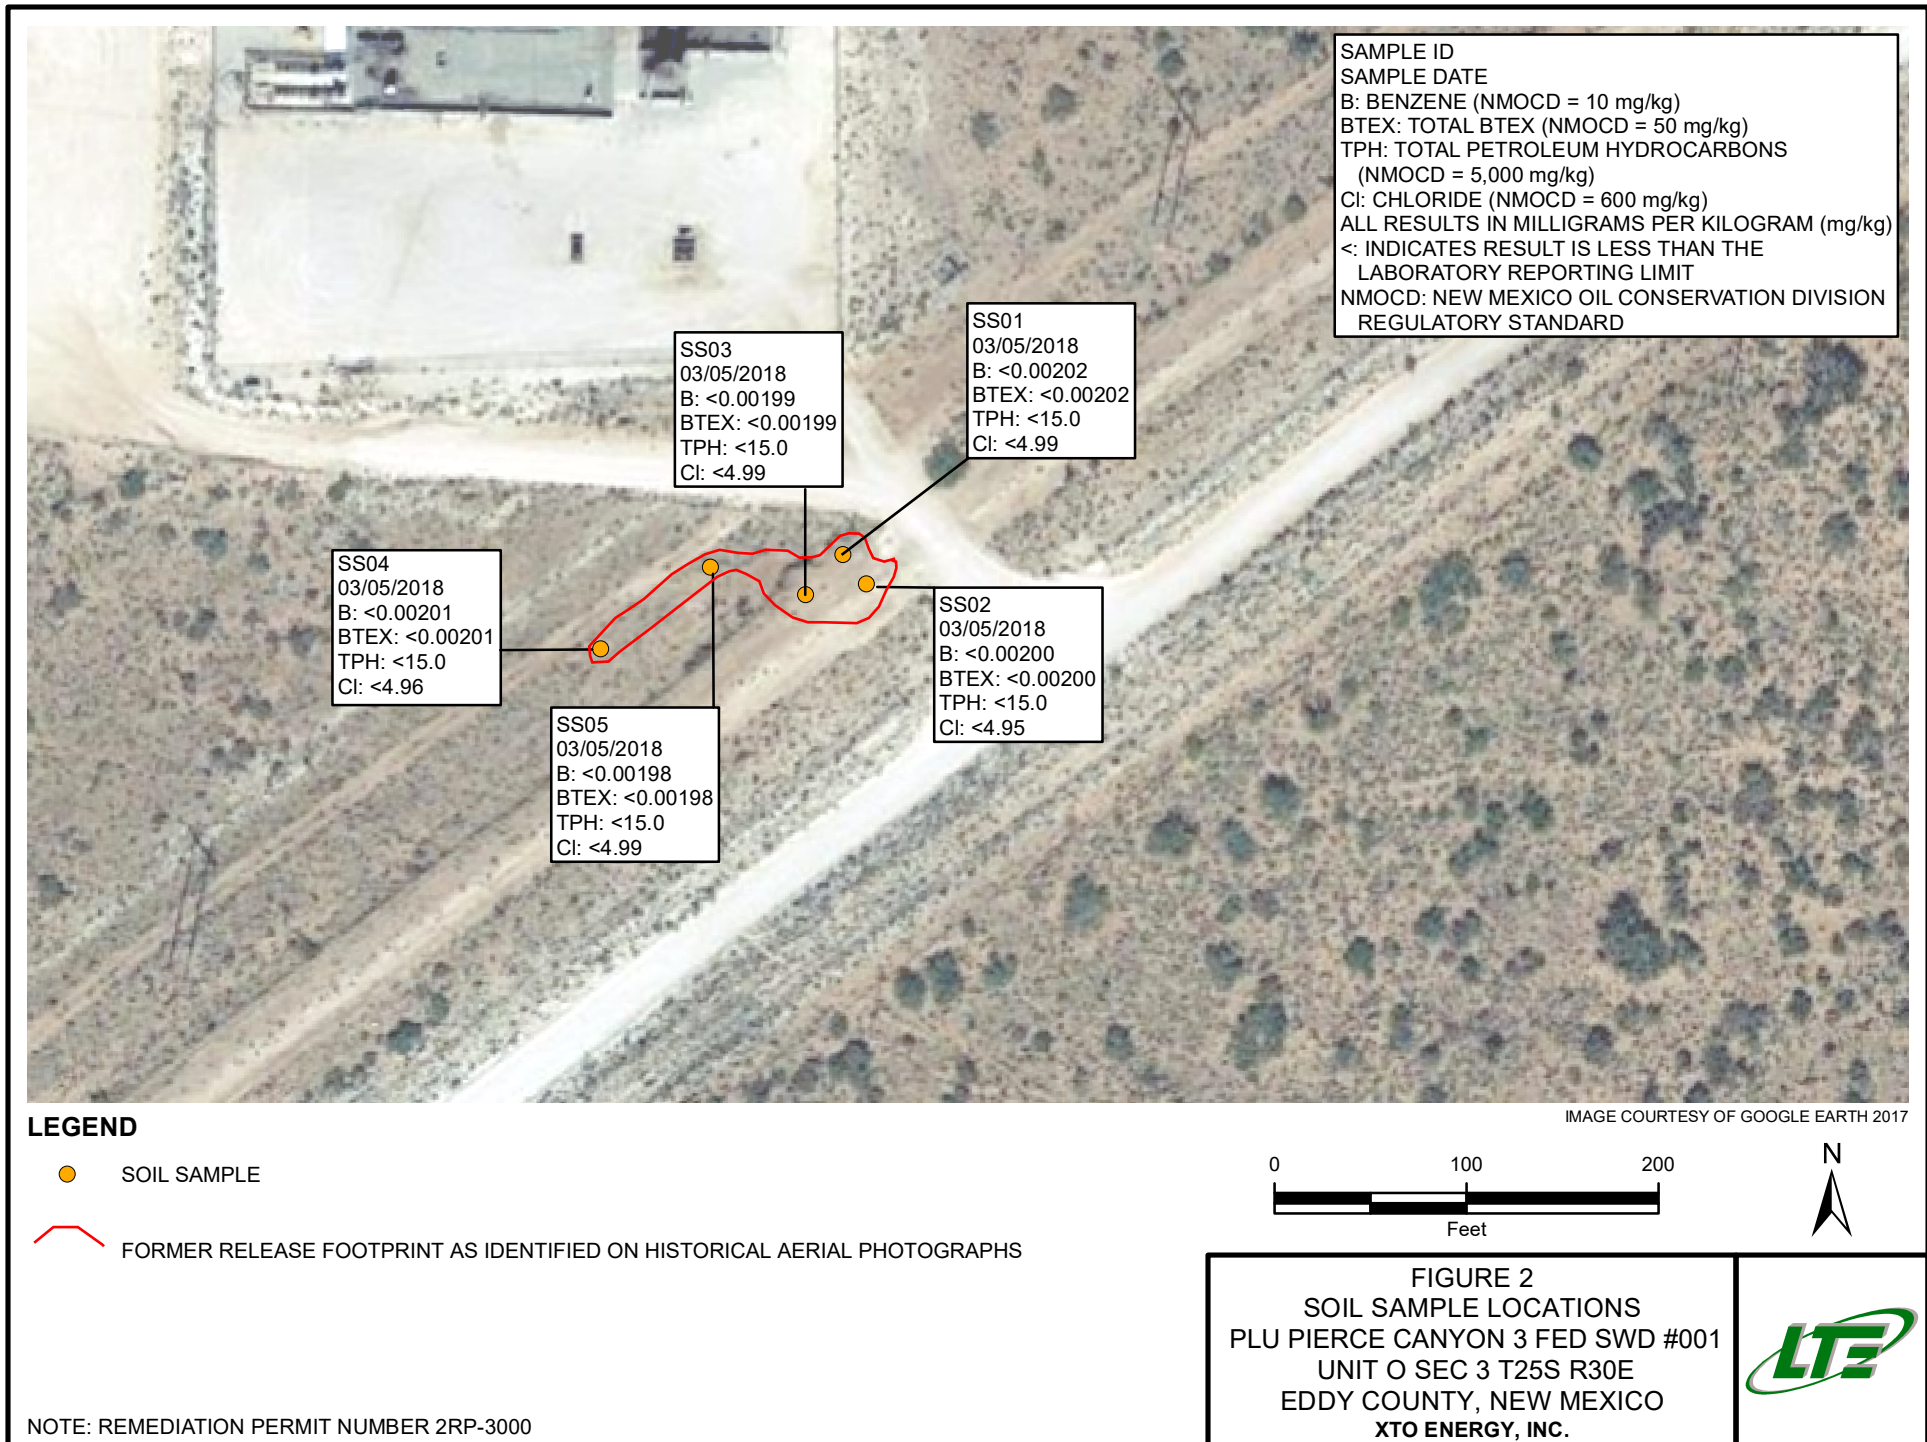 SAMPLE ID
SAMPLE DATE
B: BENZENE (NMOCD = 10 mg/kg)
BTEX: TOTAL BTEX (NMOCD = 50 mg/kg)
TPH: TOTAL PETROLEUM HYDROCARBONS
(NMOCD = 5,000 mg/kg)
Cl: CHLORIDE (NMOCD = 600 mg/kg)
ALL RESULTS IN MILLIGRAMS PER KILOGRAM (mg/kg)
<: INDICATES RESULT IS LESS THAN THE
LABORATORY REPORTING LIMIT
NMOCD: NEW MEXICO OIL CONSERVATION DIVISION
REGULATORY STANDARD
SS01
03/05/2018
B: <0.00202
BTEX: <0.00202
TPH: <15.0
Cl: <4.99
SS03
03/05/2018
B: <0.00199
BTEX: <0.00199
TPH: <15.0
Cl: <4.99
SS04
03/05/2018
B: <0.00201
BTEX: <0.00201
TPH: <15.0
Cl: <4.96
SS02
03/05/2018
B: <0.00200
BTEX: <0.00200
TPH: <15.0
Cl: <4.95
SS05
03/05/2018
B: <0.00198
BTEX: <0.00198
TPH: <15.0
Cl: <4.99
IMAGE COURTESY OF GOOGLE EARTH 2017
LEGEND
SOIL SAMPLE
FORMER RELEASE FOOTPRINT AS IDENTIFIED ON HISTORICAL AERIAL PHOTOGRAPHS
0 100 200
Feet
N
FIGURE 2
SOIL SAMPLE LOCATIONS
PLU PIERCE CANYON 3 FED SWD #001
UNIT O SEC 3 T25S R30E
EDDY COUNTY, NEW MEXICO
XTO ENERGY, INC.
LTE
NOTE: REMEDIATION PERMIT NUMBER 2RP-3000